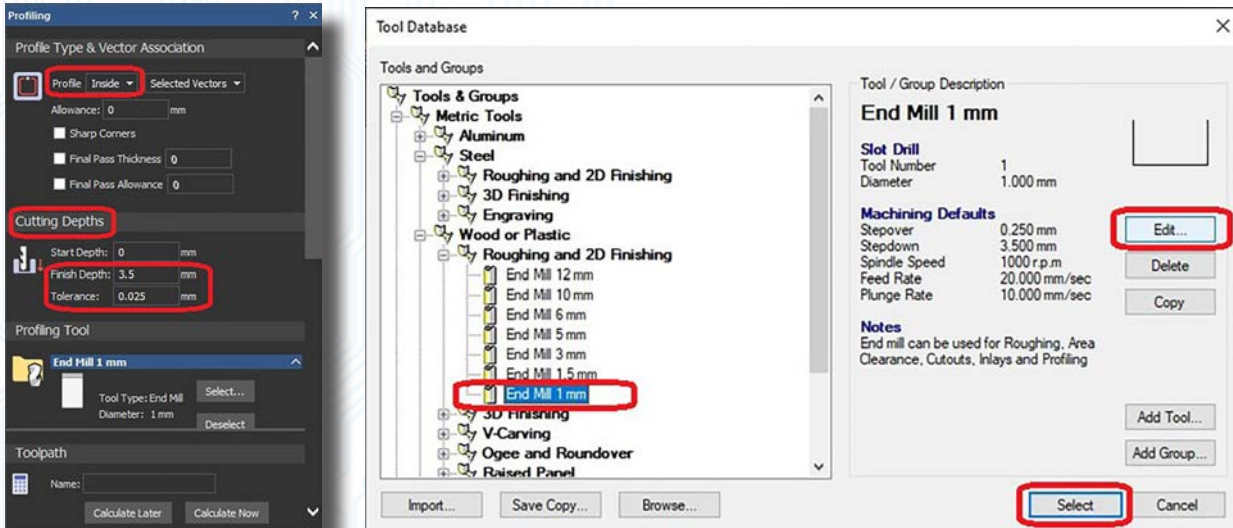 Profiling ? ×
Profile Type & Vector Association
Profile Inside Selected Vectors
Allowance: 0 mm
Sharp Corners
Final Pass Thickness 0
Final Pass Allowance 0
Cutting Depths
Start Depth: 0 mm
Finish Depth: 3.5 mm
Tolerance: 0.025 mm
Profiling Tool
End Mill 1 mm
Tool Type: End Mill
Diameter: 1 mm
Select...
Deselect
Toolpath
Name:
Calculate Later Calculate Now
Tool Database
Tools and Groups
Tools & Groups
Metric Tools
Aluminum
Steel
Roughing and 2D Finishing
3D Finishing
Engraving
Wood or Plastic
Roughing and 2D Finishing
End Mill 12 mm
End Mill 10 mm
End Mill 6 mm
End Mill 5 mm
End Mill 3 mm
End Mill 1.5 mm
End Mill 1 mm
3D Finishing
V-Carving
Ogee and Roundover
Raised Panel
Import... Save Copy... Browse...
Tool / Group Description
End Mill 1 mm
Slot Drill
Tool Number 1
Diameter 1.000 mm
Machining Defaults
Stepover 0.250 mm
Stepdown 3.500 mm
Spindle Speed 1000 r.p.m
Feed Rate 20.000 mm/sec
Plunge Rate 10.000 mm/sec
Notes
End mill can be used for Roughing, Area
Clearance, Cutouts, Inlays and Profiling
Edit...
Delete
Copy
Add Tool...
Add Group...
Select Cancel